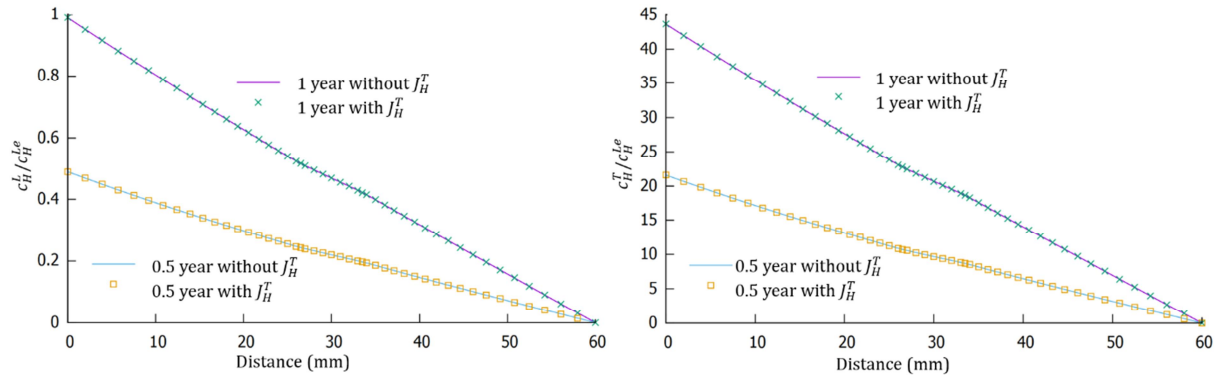 1
0.8
0.6
0.4
0.2
0
c_H^L/c_H^{Le}
1 year without J_H^T
1 year with J_H^T
0.5 year without J_H^T
0.5 year with J_H^T
0 10 20 30 40 50 60
Distance (mm)
45
40
35
30
25
20
15
10
5
0
c_H^T/c_H^{Le}
1 year without J_H^T
1 year with J_H^T
0.5 year without J_H^T
0.5 year with J_H^T
0 10 20 30 40 50 60
Distance (mm)